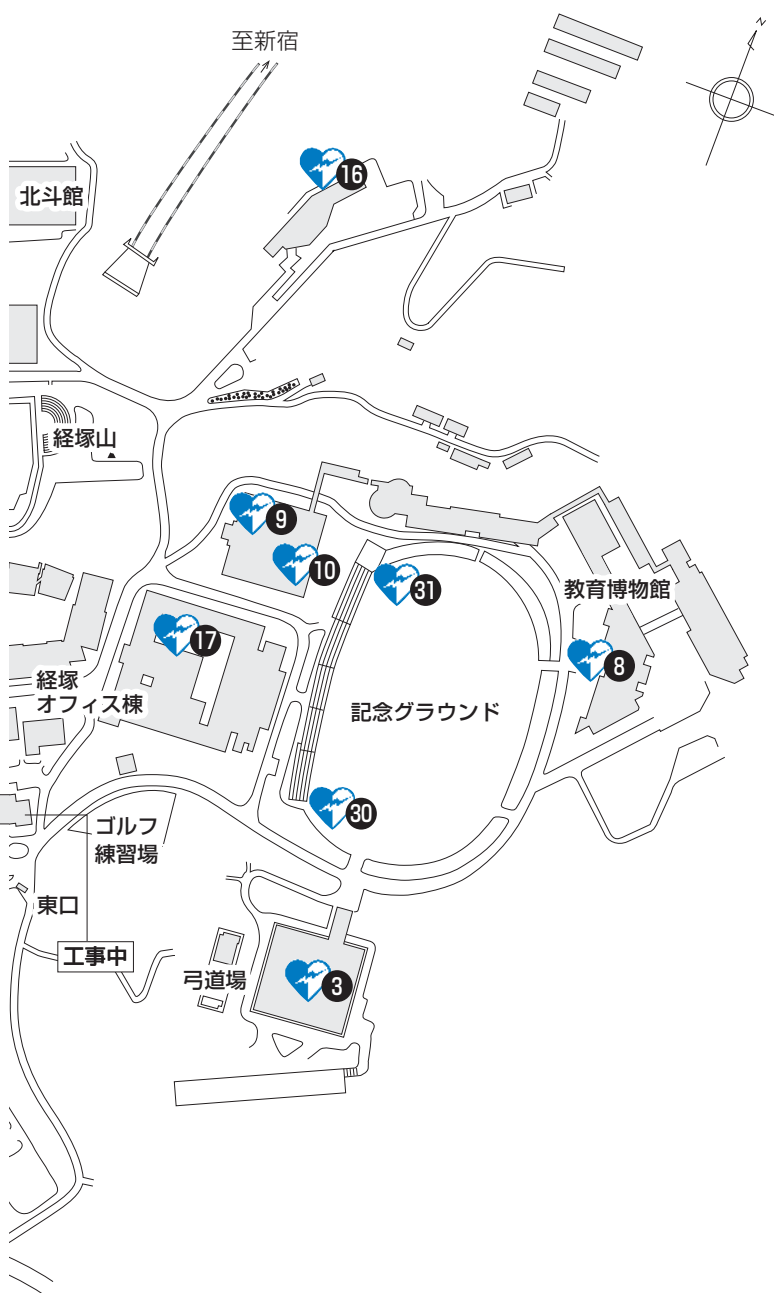 至新宿
N
16
北斗館
経塚山
9
10
31
教育博物館
17
8
経塚
オフィス棟
記念グラウンド
30
ゴルフ
練習場
東口
工事中
弓道場
3